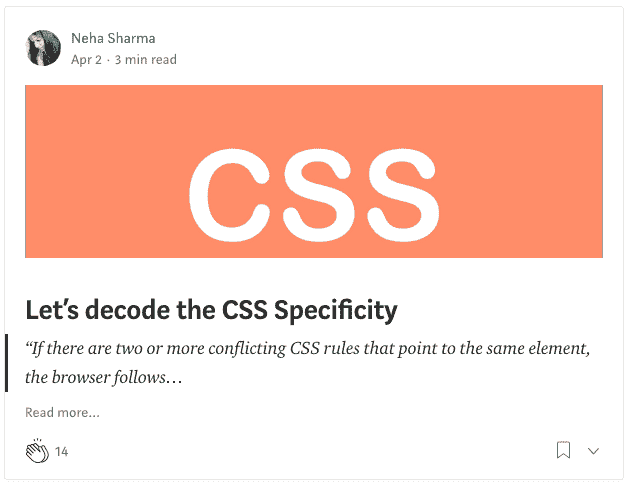 Neha Sharma
Apr 2 · 3 min read
CSS
Let’s decode the CSS Specificity
“If there are two or more conflicting CSS rules that point to the same element,
the browser follows…
Read more…
14